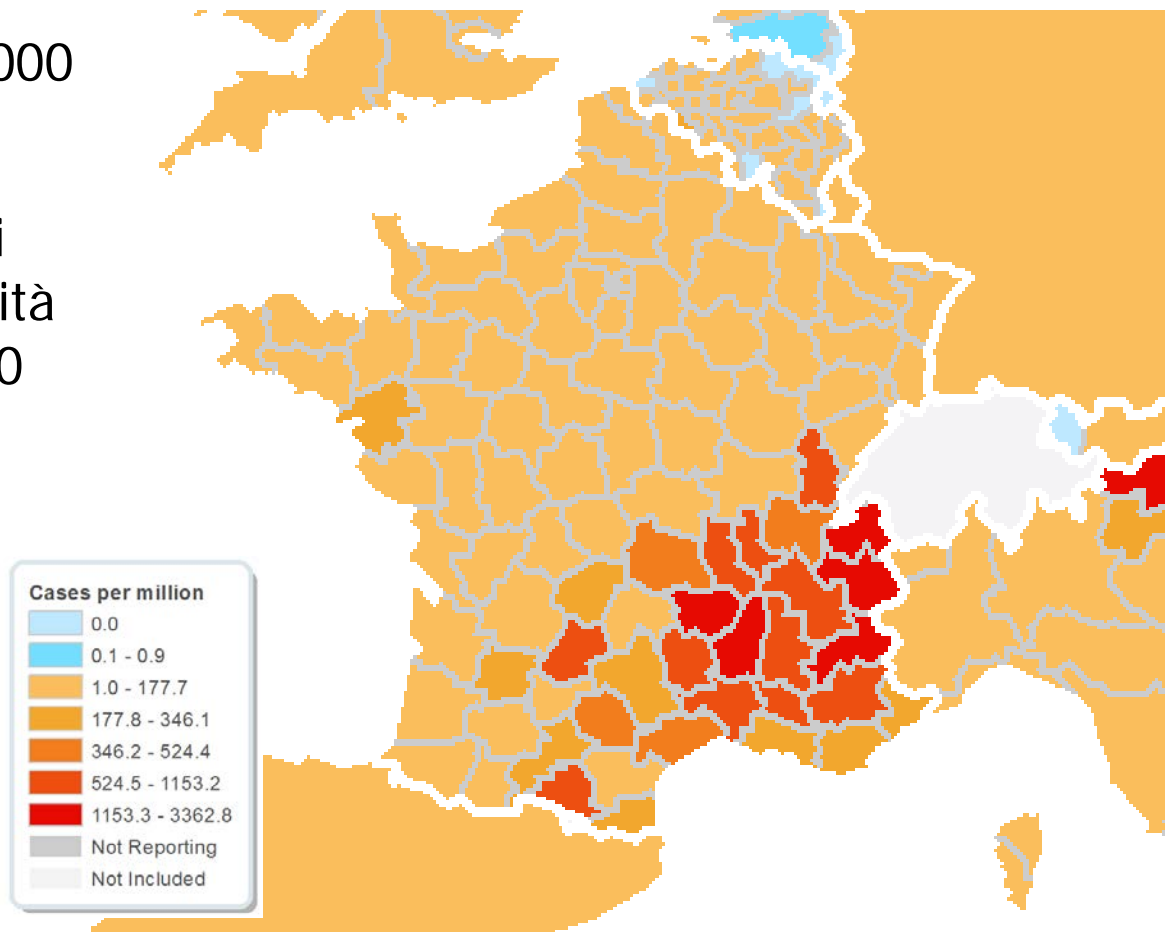 000
i
ità
0
Cases per million
0.0
0.1 - 0.9
1.0 - 177.7
177.8 - 346.1
346.2 - 524.4
524.5 - 1153.2
1153.3 - 3362.8
Not Reporting
Not Included